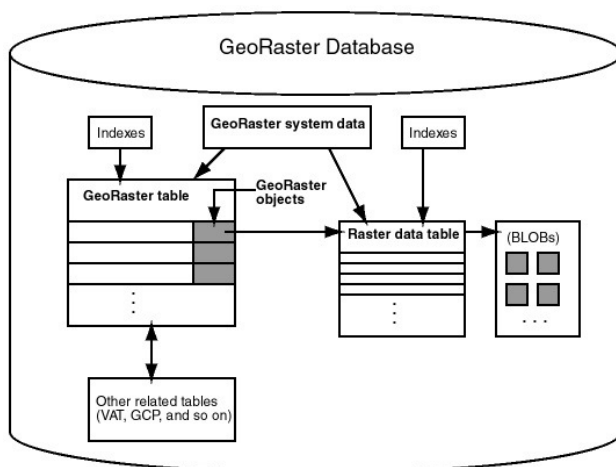 GeoRaster Database
Indexes
GeoRaster system data
Indexes
GeoRaster table
GeoRaster
objects
Raster data table
(BLOBs)
Other related tables
(VAT, GCP, and so on)